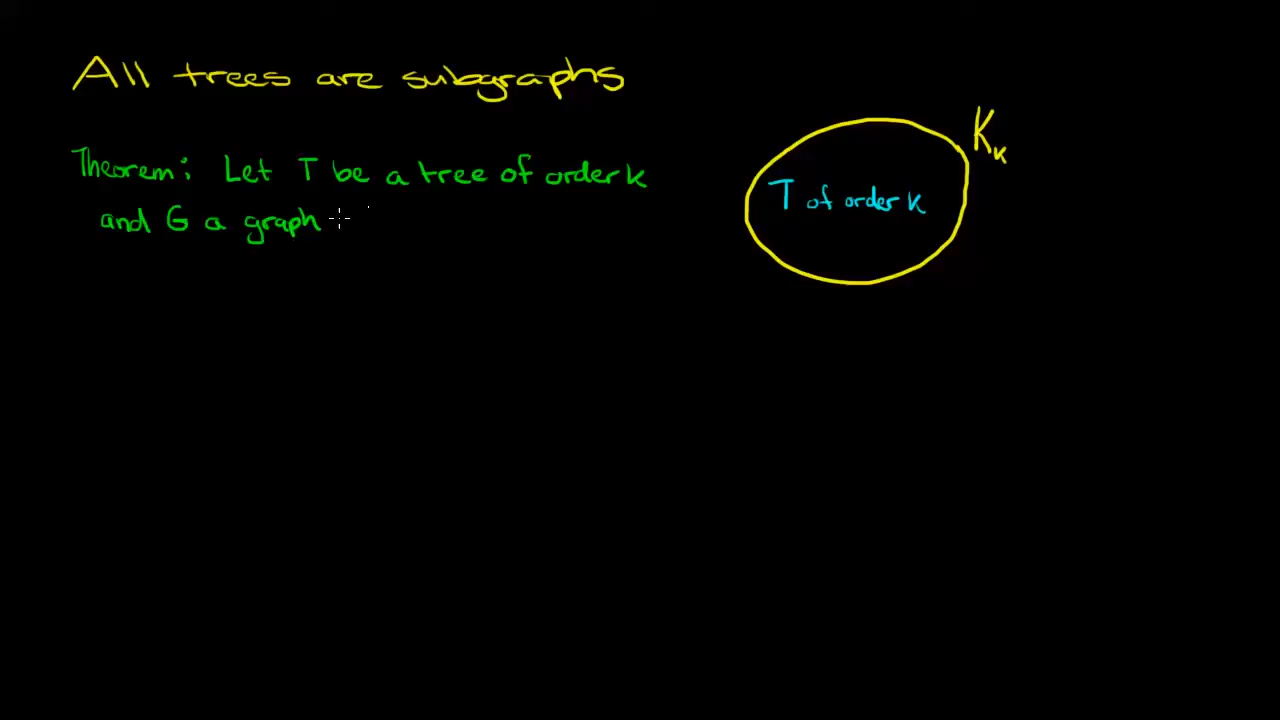 All trees are subgraphs
Theorem: Let T be a tree of order k
and G a graph
K_k
T of order k